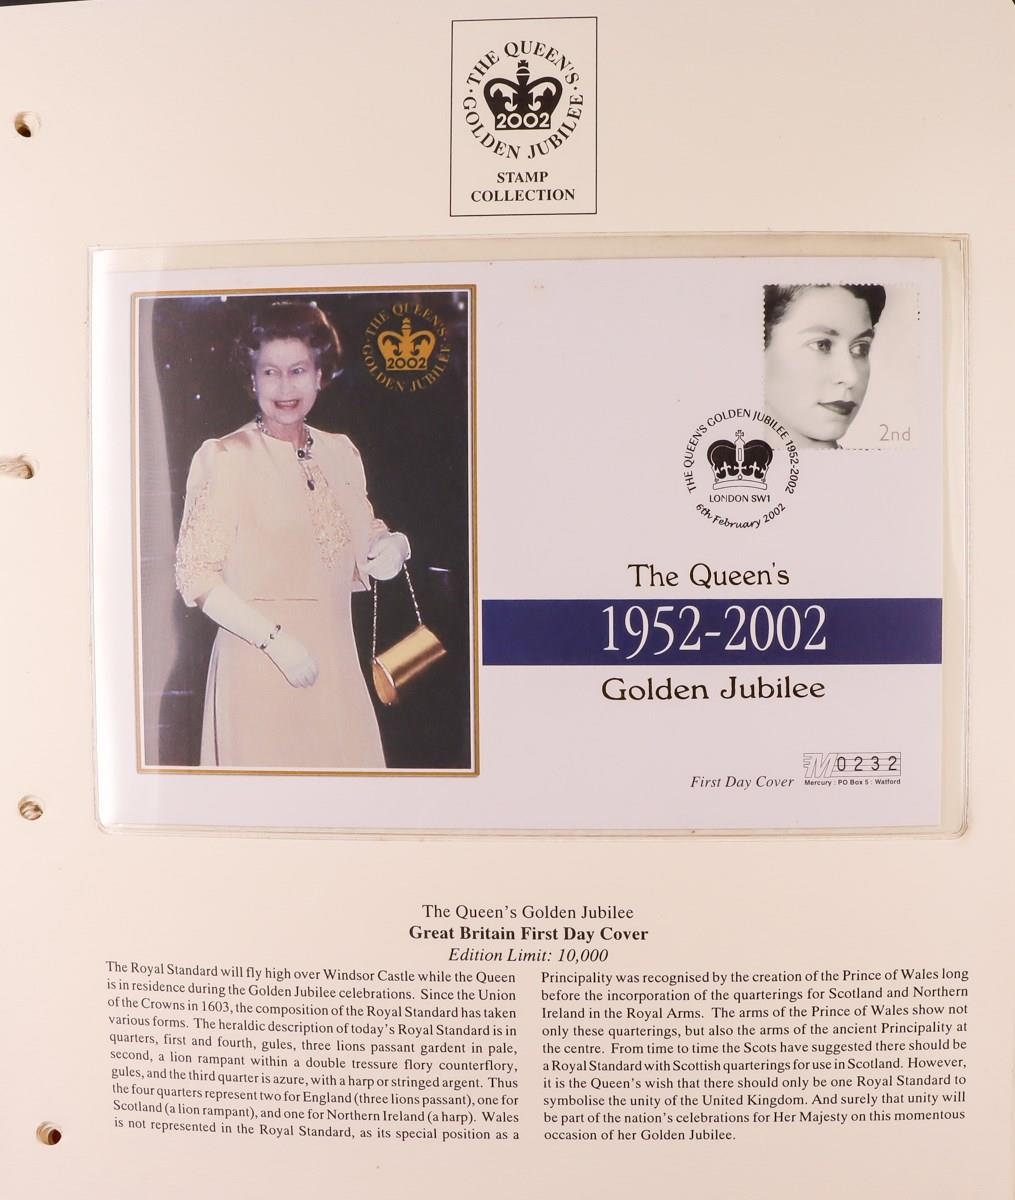 · THE QUEEN'S ·
GOLDEN JUBILEE
2002
STAMP
COLLECTION
· THE QUEEN'S ·
GOLDEN JUBILEE
2002
2nd
THE QUEEN'S GOLDEN JUBILEE 1952-2002
LONDON SW1
6th February 2002
The Queen's
1952-2002
Golden Jubilee
First Day Cover
M 0232
Mercury : PO Box 5 : Watford
The Queen's Golden Jubilee
Great Britain First Day Cover
Edition Limit: 10,000
The Royal Standard will fly high over Windsor Castle while the Queen
is in residence during the Golden Jubilee celebrations. Since the Union
of the Crowns in 1603, the composition of the Royal Standard has taken
various forms. The heraldic description of today's Royal Standard is in
quarters, first and fourth, gules, three lions passant gardent in pale,
second, a lion rampant within a double tressure flory counterflory,
gules, and the third quarter is azure, with a harp or stringed argent. Thus
the four quarters represent two for England (three lions passant), one for
Scotland (a lion rampant), and one for Northern Ireland (a harp). Wales
is not represented in the Royal Standard, as its special position as a
Principality was recognised by the creation of the Prince of Wales long
before the incorporation of the quarterings for Scotland and Northern
Ireland in the Royal Arms. The arms of the Prince of Wales show not
only these quarterings, but also the arms of the ancient Principality at
the centre. From time to time the Scots have suggested there should be
a Royal Standard with Scottish quarterings for use in Scotland. However,
it is the Queen's wish that there should only be one Royal Standard to
symbolise the unity of the United Kingdom. And surely that unity will
be part of the nation's celebrations for Her Majesty on this momentous
occasion of her Golden Jubilee.